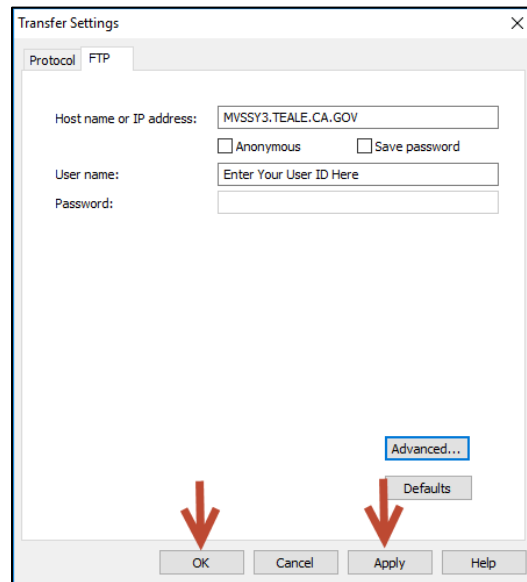 Transfer Settings
Protocol FTP
Host name or IP address: MVSSY3.TEALE.CA.GOV
Anonymous Save password
User name: Enter Your User ID Here
Password:
Advanced...
Defaults
OK Cancel Apply Help